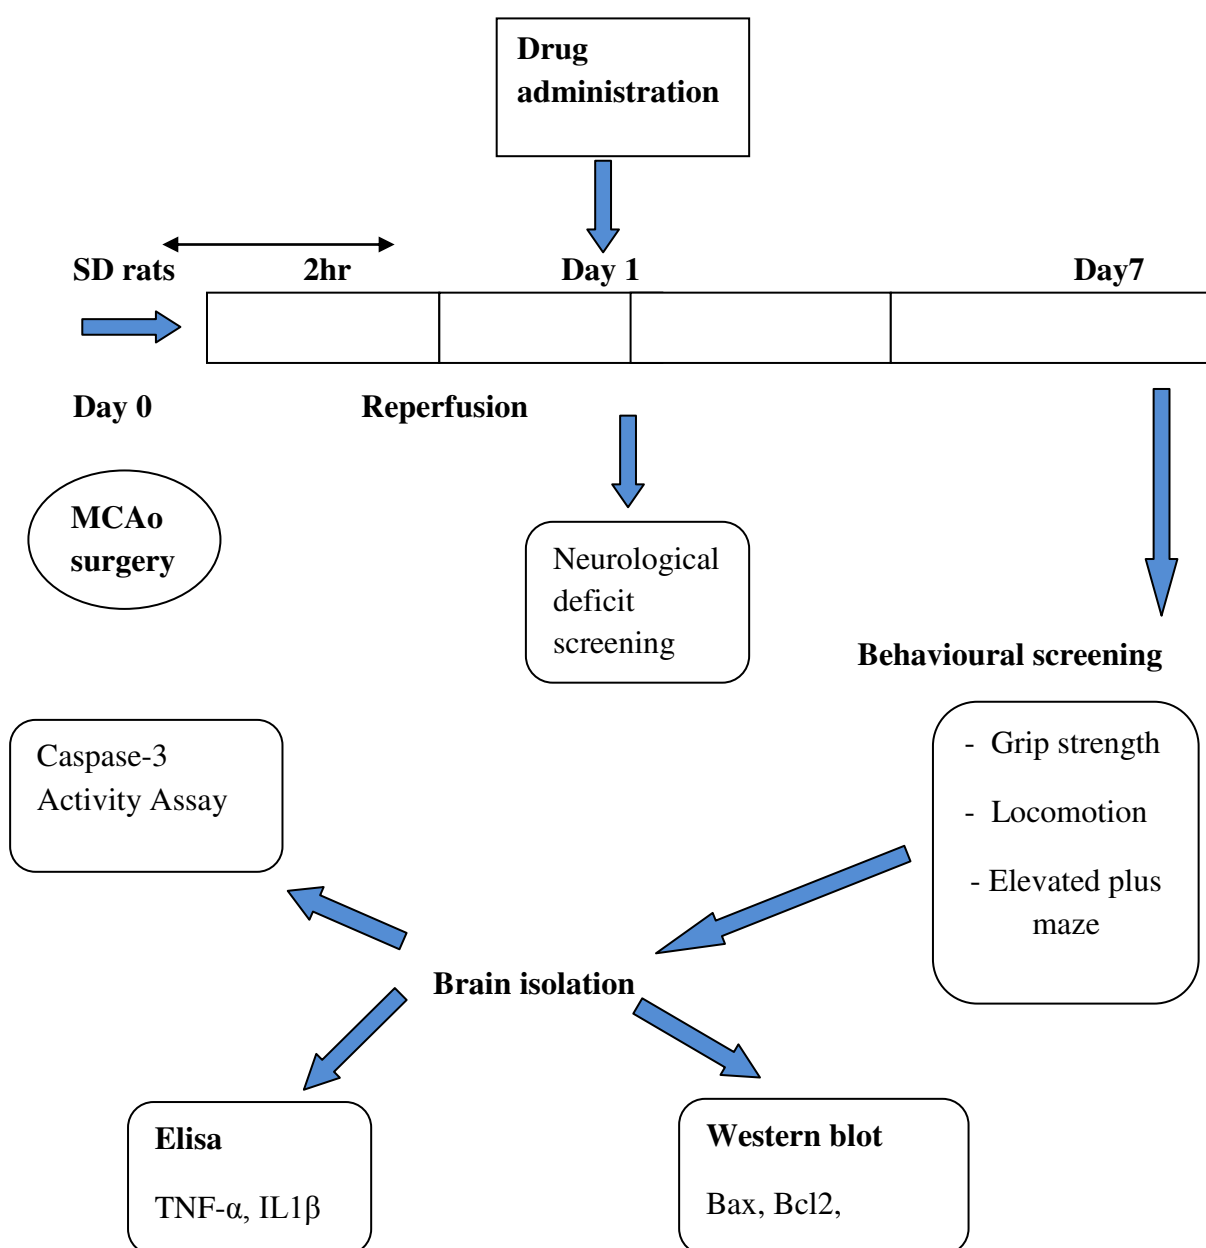 Drug
administration
SD rats
2hr
Day 1
Day7
Day 0
Reperfusion
MCAo
surgery
Neurological
deficit
screening
Behavioural screening
- Grip strength
- Locomotion
- Elevated plus
maze
Caspase-3
Activity Assay
Brain isolation
Elisa
TNF-α, IL1β
Western blot
Bax, Bcl2,